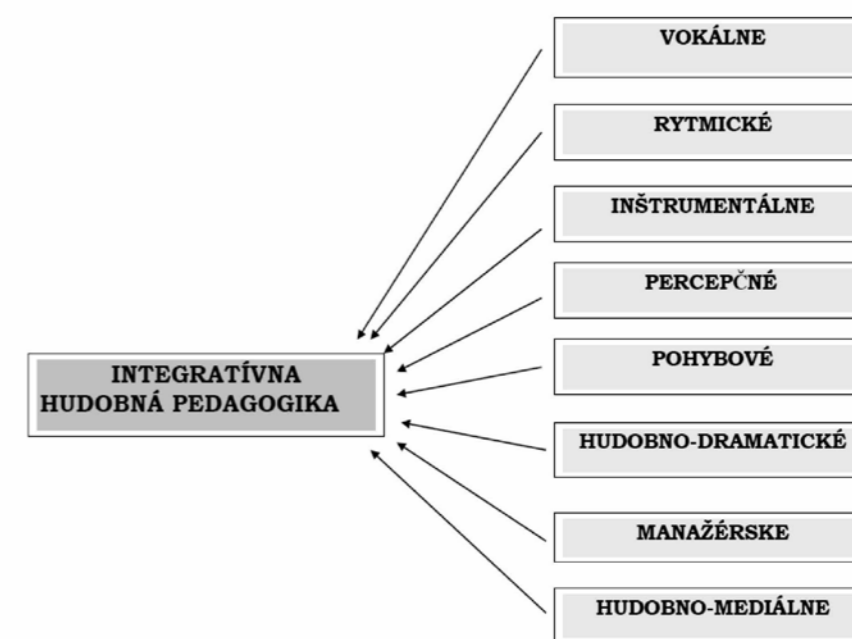 VOKÁLNE
RYTMICKÉ
INŠTRUMENTÁLNE
PERCEPČNÉ
INTEGRATÍVNA
HUDOBNÁ PEDAGOGIKA
POHYBOVÉ
HUDOBNO-DRAMATICKÉ
MANAŽÉRSKE
HUDOBNO-MEDIÁLNE